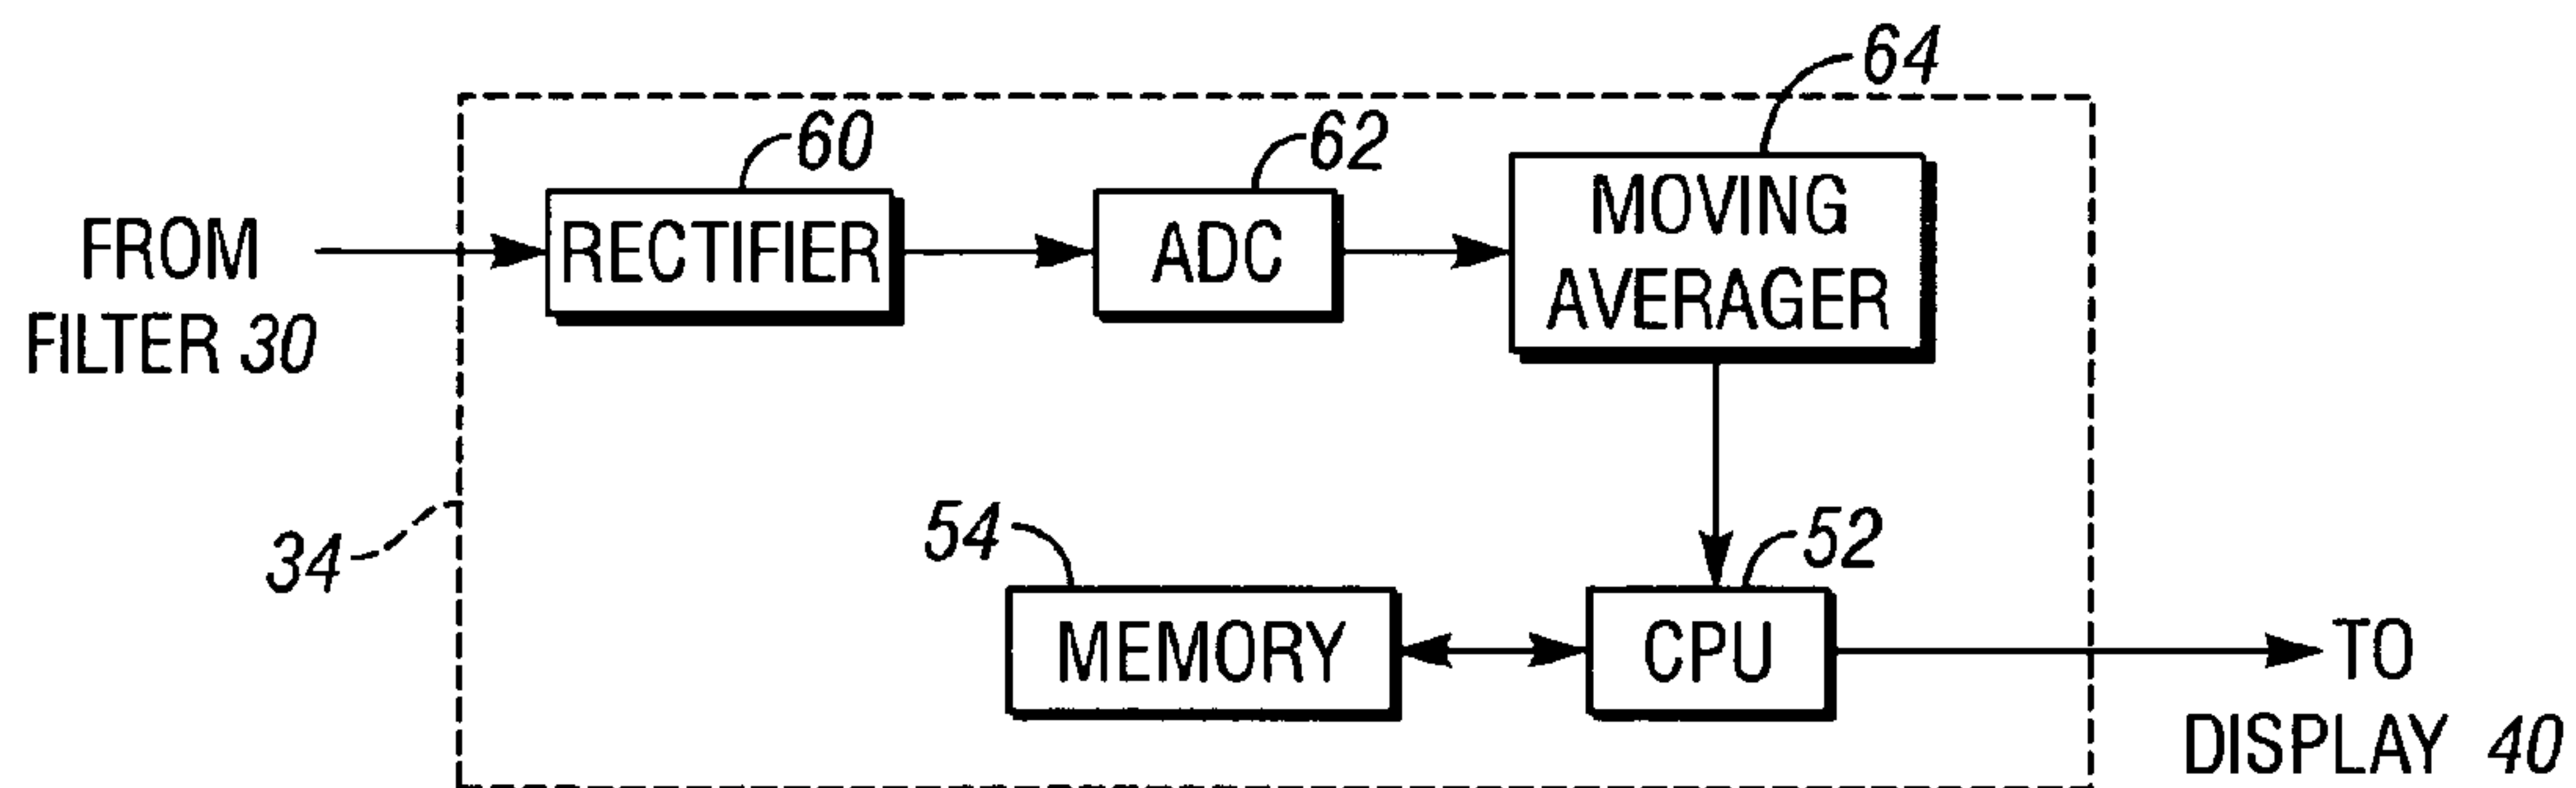 64
60
62
FROM
FILTER 30
RECTIFIER
ADC
MOVING
AVERAGER
34
54
52
MEMORY
CPU
TO
DISPLAY 40